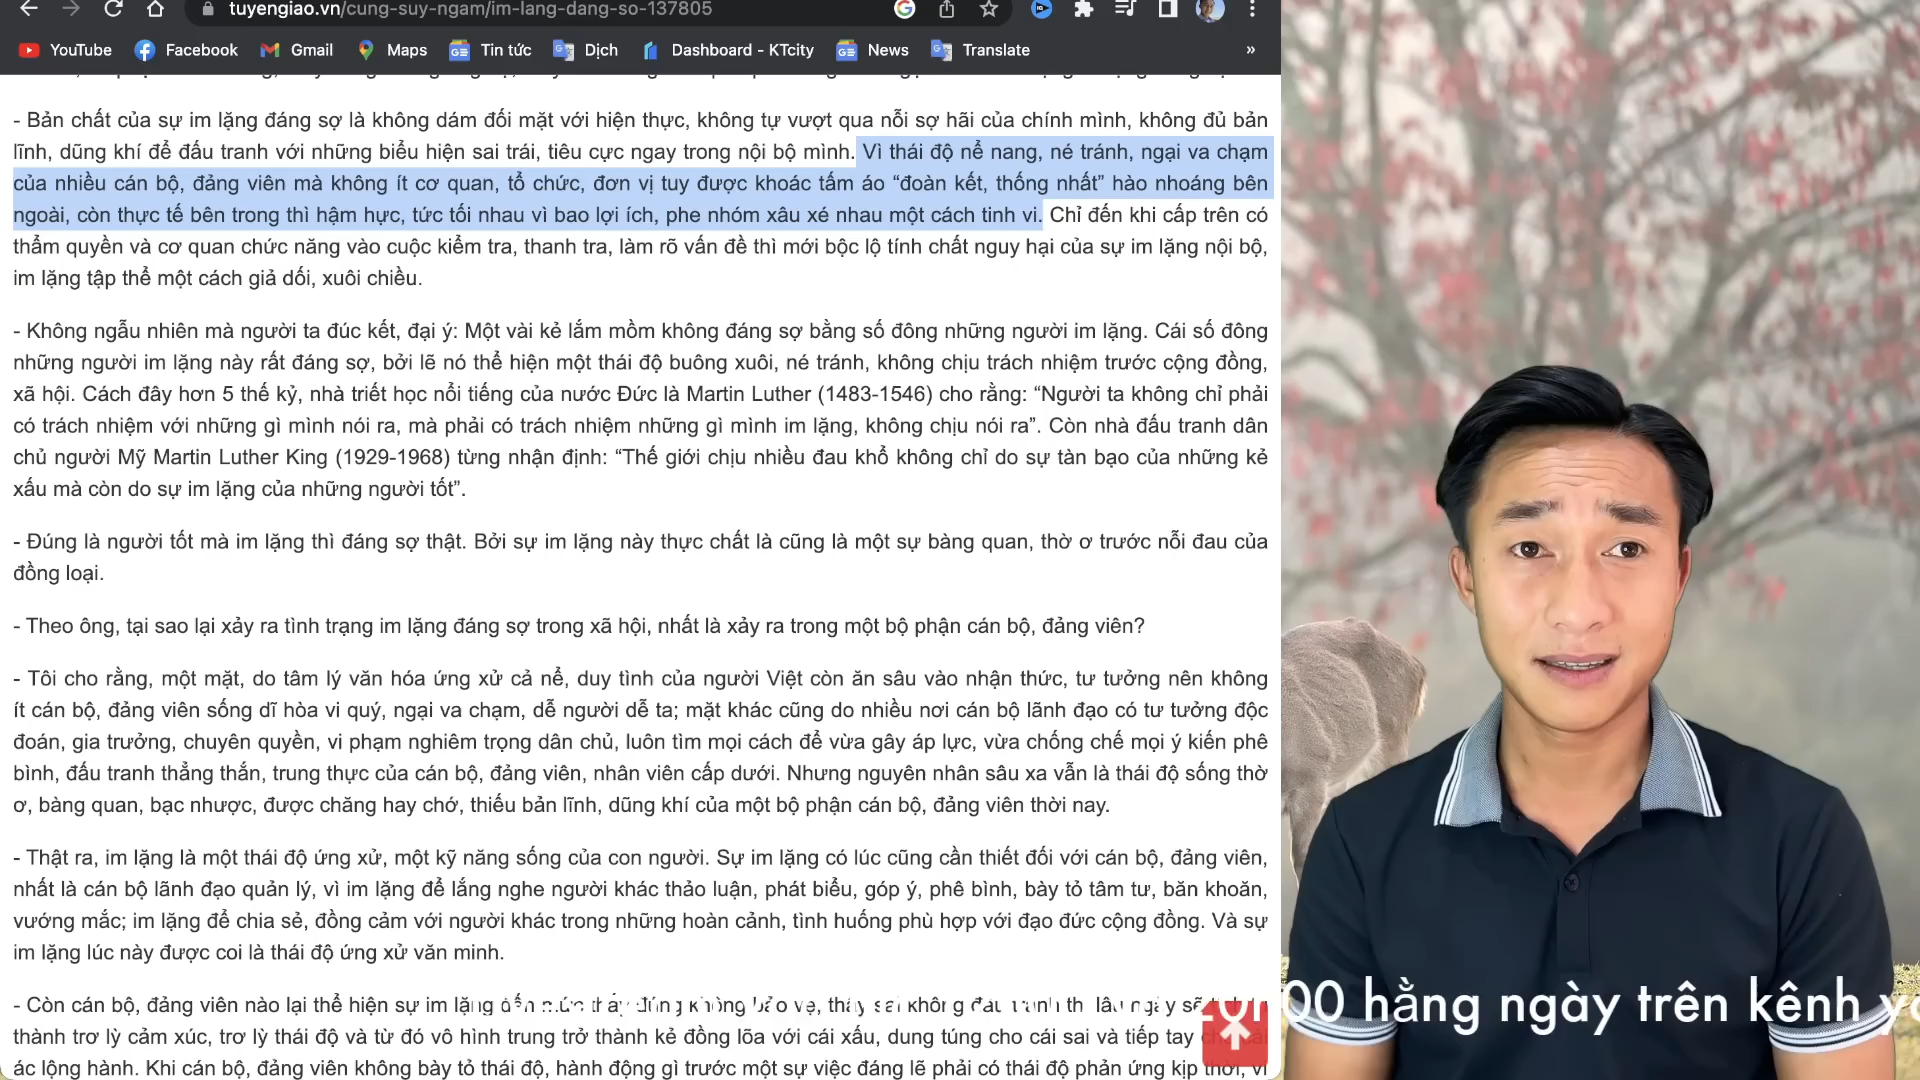 tuyengiao.vn/cung-suy-ngam/im-lang-dang-so-137805
YouTube Facebook Gmail Maps Tin tức Dịch Dashboard - KTcity News Translate »
- Bản chất của sự im lặng đáng sợ là không dám đối mặt với hiện thực, không tự vượt qua nỗi sợ hãi của chính mình, không đủ bản
lĩnh, dũng khí để đấu tranh với những biểu hiện sai trái, tiêu cực ngay trong nội bộ mình. Vì thái độ nể nang, né tránh, ngại va chạm
của nhiều cán bộ, đảng viên mà không ít cơ quan, tổ chức, đơn vị tuy được khoác tấm áo “đoàn kết, thống nhất” hào nhoáng bên
ngoài, còn thực tế bên trong thì hậm hực, tức tối nhau vì bao lợi ích, phe nhóm xâu xé nhau một cách tinh vi. Chỉ đến khi cấp trên có
thẩm quyền và cơ quan chức năng vào cuộc kiểm tra, thanh tra, làm rõ vấn đề thì mới bộc lộ tính chất nguy hại của sự im lặng nội bộ,
im lặng tập thể một cách giả dối, xuôi chiều.
- Không ngẫu nhiên mà người ta đúc kết, đại ý: Một vài kẻ lắm mồm không đáng sợ bằng số đông những người im lặng. Cái số đông
những người im lặng này rất đáng sợ, bởi lẽ nó thể hiện một thái độ buông xuôi, né tránh, không chịu trách nhiệm trước cộng đồng,
xã hội. Cách đây hơn 5 thế kỷ, nhà triết học nổi tiếng của nước Đức là Martin Luther (1483-1546) cho rằng: “Người ta không chỉ phải
có trách nhiệm với những gì mình nói ra, mà phải có trách nhiệm những gì mình im lặng, không chịu nói ra”. Còn nhà đấu tranh dân
chủ người Mỹ Martin Luther King (1929-1968) từng nhận định: “Thế giới chịu nhiều đau khổ không chỉ do sự tàn bạo của những kẻ
xấu mà còn do sự im lặng của những người tốt”.
- Đúng là người tốt mà im lặng thì đáng sợ thật. Bởi sự im lặng này thực chất là cũng là một sự bàng quan, thờ ơ trước nỗi đau của
đồng loại.
- Theo ông, tại sao lại xảy ra tình trạng im lặng đáng sợ trong xã hội, nhất là xảy ra trong một bộ phận cán bộ, đảng viên?
- Tôi cho rằng, một mặt, do tâm lý văn hóa ứng xử cả nể, duy tình của người Việt còn ăn sâu vào nhận thức, tư tưởng nên không
ít cán bộ, đảng viên sống dĩ hòa vi quý, ngại va chạm, dễ người dễ ta; mặt khác cũng do nhiều nơi cán bộ lãnh đạo có tư tưởng độc
đoán, gia trưởng, chuyên quyền, vi phạm nghiêm trọng dân chủ, luôn tìm mọi cách để vừa gây áp lực, vừa chống chế mọi ý kiến phê
bình, đấu tranh thẳng thắn, trung thực của cán bộ, đảng viên, nhân viên cấp dưới. Nhưng nguyên nhân sâu xa vẫn là thái độ sống thờ
ơ, bàng quan, bạc nhược, được chăng hay chớ, thiếu bản lĩnh, dũng khí của một bộ phận cán bộ, đảng viên thời nay.
- Thật ra, im lặng là một thái độ ứng xử, một kỹ năng sống của con người. Sự im lặng có lúc cũng cần thiết đối với cán bộ, đảng viên,
nhất là cán bộ lãnh đạo quản lý, vì im lặng để lắng nghe người khác thảo luận, phát biểu, góp ý, phê bình, bày tỏ tâm tư, băn khoăn,
vướng mắc; im lặng để chia sẻ, đồng cảm với người khác trong những hoàn cảnh, tình huống phù hợp với đạo đức cộng đồng. Và sự
im lặng lúc này được coi là thái độ ứng xử văn minh.
- Còn cán bộ, đảng viên nào lại thể hiện sự im lặng đến mức thấy đúng không bảo vệ, thấy sai không đấu tranh thì lâu ngày sẽ
00 hằng ngày trên kênh
thành trơ lỳ cảm xúc, trơ lỳ thái độ và từ đó vô hình trung trở thành kẻ đồng lõa với cái xấu, dung túng cho cái sai và tiếp tay
ác lộng hành. Khi cán bộ, đảng viên không bày tỏ thái độ, hành động gì trước một sự việc đáng lẽ phải có thái độ phản ứng kịp thời, vì